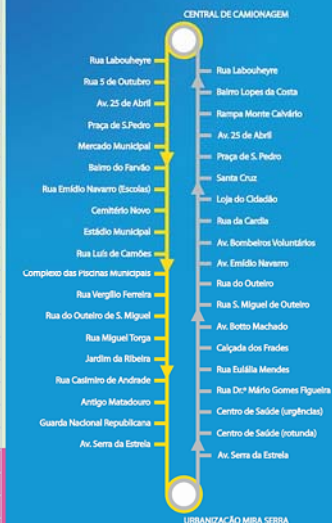 CENTRAL DE CAMIONAGEM
Rua Labouheyre
Rua 5 de Outubro
Av. 25 de Abril
Praça de S.Pedro
Mercado Municipal
Bairro do Farvão
Rua Emídio Navarro (Escolas)
Cemitério Novo
Estádio Municipal
Rua Luís de Camões
Complexo das Piscinas Municipais
Rua Vergílio Ferreira
Rua do Outeiro de S. Miguel
Rua Miguel Torga
Jardim da Ribeira
Rua Casimiro de Andrade
Antigo Matadouro
Guarda Nacional Republicana
Av. Serra da Estrela
Rua Labouheyre
Bairro Lopes da Costa
Rampa Monte Calvário
Av. 25 de Abril
Praça de S. Pedro
Santa Cruz
Loja do Cidadão
Rua da Cardia
Av. Bombeiros Voluntários
Av. Emídio Navarro
Rua do Outeiro
Rua S. Miguel de Outeiro
Av. Botto Machado
Calçada dos Frades
Rua Eulália Mendes
Rua Dr.º Mário Gomes Figueira
Centro de Saúde (urgências)
Centro de Saúde (rotunda)
Av. Serra da Estrela
URBANIZAÇÃO MIRA SERRA